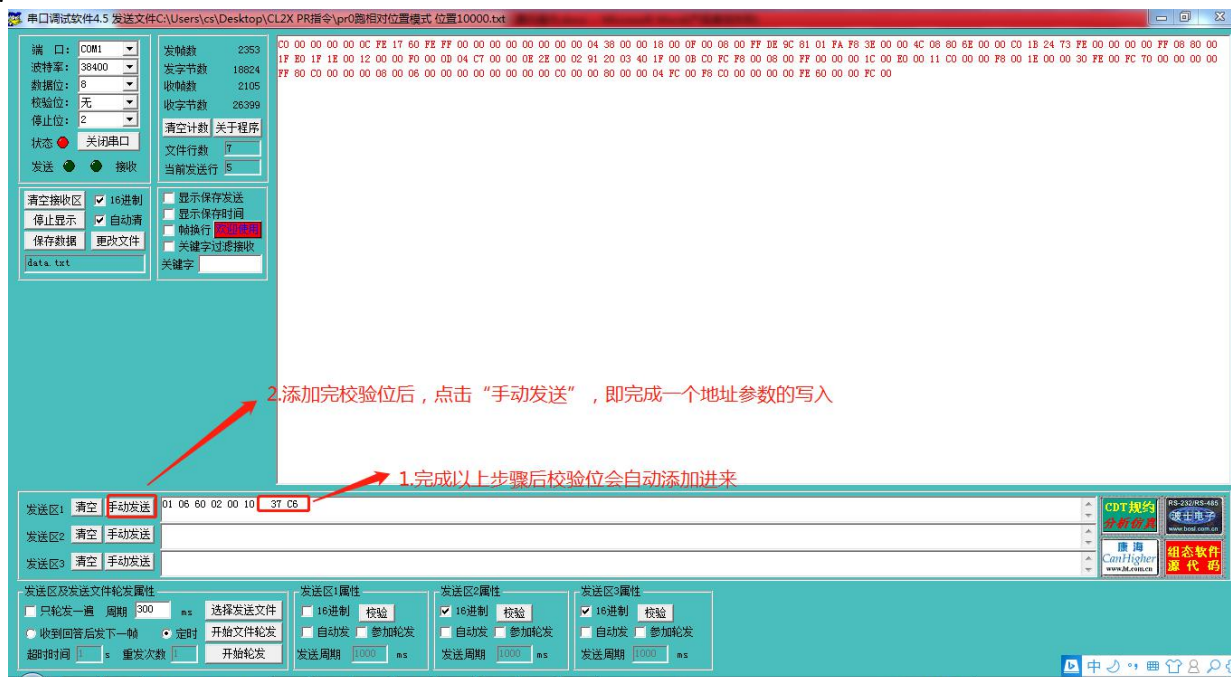 串口调试软件4.5 发送文件C:\Users\cs\Desktop\CL2X PR指令\pr0跑相对位置模式 位置10000.txt
端 口: COM1
波特率: 38400
数据位: 8
校验位: 无
停止位: 2
状态 关闭串口
发送 接收
发帧数 2353
发字节数 18824
收帧数 2105
收字节数 26399
清空计数 关于程序
文件行数 7
当前发送行 5
C0 00 00 00 00 0C FE 17 60 FE FF 00 00 00 00 00 00 00 00 04 38 00 00 18 00 0F 00 08 00 FF DE 9C 81 01 FA F8 3E 00 00 4C 08 80 6E 00 00 C0 1B 24 73 FE 00 00 00 00 FF 08 80 00
1F E0 1F 1E 00 12 00 00 F0 00 0D 04 C7 00 00 0E 2E 00 02 91 20 03 40 1F 00 0B C0 FC F8 00 08 00 FF 00 00 00 1C 00 E0 00 11 C0 00 00 F8 00 1E 00 00 30 FE 00 FC 70 00 00 00 00
FF 80 C0 00 00 00 08 00 06 00 00 00 00 00 00 C0 00 00 80 00 00 04 FC 00 F8 C0 00 00 00 00 FE 60 00 00 FC 00
清空接收区 16进制
停止显示 自动清
保存数据 更改文件
data.txt
显示保存发送
显示保存时间
帧换行 欢迎使用
关键字过滤接收
关键字
2.添加完校验位后，点击“手动发送”，即完成一个地址参数的写入
1.完成以上步骤后校验位会自动添加进来
发送区1 清空 手动发送 01 06 60 02 00 10 37 C6
发送区2 清空 手动发送
发送区3 清空 手动发送
CDT规约
分析仿真
RS-232/RS-485
波士电子
www.bosi.com.cn
康海
CanHigher
组态软件
源代码
发送区及发送文件轮发属性
只轮发一遍 周期 300 ms 选择发送文件
收到回答后发下一帧 定时 开始文件轮发
超时时间 1 s 重发次数 1 开始轮发
发送区1属性
16进制 校验
自动发 参加轮发
发送周期 1000 ms
发送区2属性
16进制 校验
自动发 参加轮发
发送周期 1000 ms
发送区3属性
16进制 校验
自动发 参加轮发
发送周期 1000 ms
中